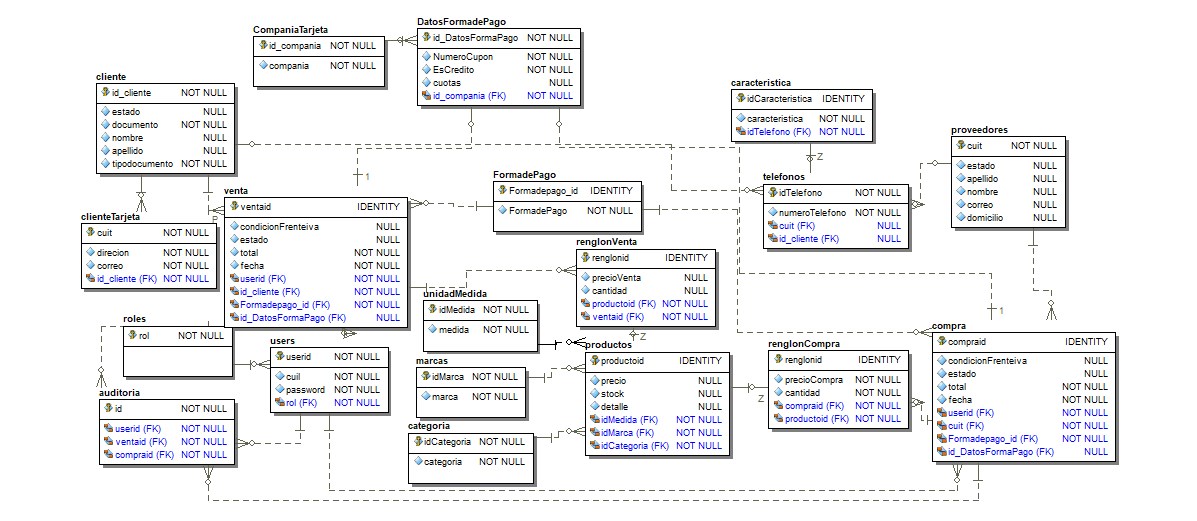 DatosFormadePago
id_DatosFormaPago NOT NULL
NumeroCupon NOT NULL
EsCredito NOT NULL
cuotas NULL
id_compania (FK) NOT NULL
CompaniaTarjeta
id_compania NOT NULL
compania NOT NULL
cliente
id_cliente NOT NULL
estado NULL
documento NOT NULL
nombre NULL
apellido NULL
tipodocumento NOT NULL
caracteristica
idCaracteristica IDENTITY
caracteristica NOT NULL
idTelefono (FK) NOT NULL
Z
proveedores
cuit NOT NULL
estado NULL
apellido NULL
nombre NULL
correo NULL
domicilio NULL
telefonos
idTelefono NOT NULL
numeroTelefono NOT NULL
cuit (FK) NULL
id_cliente (FK) NULL
1
FormadePago
Formadepago_id IDENTITY
FormadePago NOT NULL
venta
ventaid IDENTITY
condionFrenteiva NULL
estado NULL
total NOT NULL
fecha NOT NULL
userid (FK) NOT NULL
id_cliente (FK) NOT NULL
Formadepago_id (FK) NOT NULL
id_DatosFormaPago (FK) NULL
P
clienteTarjeta
cuit NOT NULL
direcion NOT NULL
correo NOT NULL
id_cliente (FK) NOT NULL
renglonVenta
renglonid IDENTITY
precioVenta NULL
cantidad NULL
productoid (FK) NOT NULL
ventaid (FK) NOT NULL
Z
unidadMedida
idMedida NOT NULL
medida NOT NULL
1
roles
rol NOT NULL
users
userid NOT NULL
cuil NOT NULL
password NOT NULL
rol (FK) NOT NULL
auditoria
id NOT NULL
userid (FK) NOT NULL
ventaid (FK) NOT NULL
compraid (FK) NOT NULL
marcas
idMarca NOT NULL
marca NOT NULL
categoria
idCategoria NOT NULL
categoria NOT NULL
productos
productoid IDENTITY
precio NULL
stock NULL
detalle NULL
idMedida (FK) NOT NULL
idMarca (FK) NOT NULL
idCategoria (FK) NOT NULL
Z
renglonCompra
renglonid IDENTITY
precioCompra NOT NULL
cantidad NOT NULL
compraid (FK) NOT NULL
productoid (FK) NOT NULL
compra
compraid IDENTITY
condicionFrenteiva NULL
estado NULL
total NOT NULL
fecha NOT NULL
userid (FK) NOT NULL
cuit (FK) NOT NULL
Formadepago_id (FK) NOT NULL
id_DatosFormaPago (FK) NULL